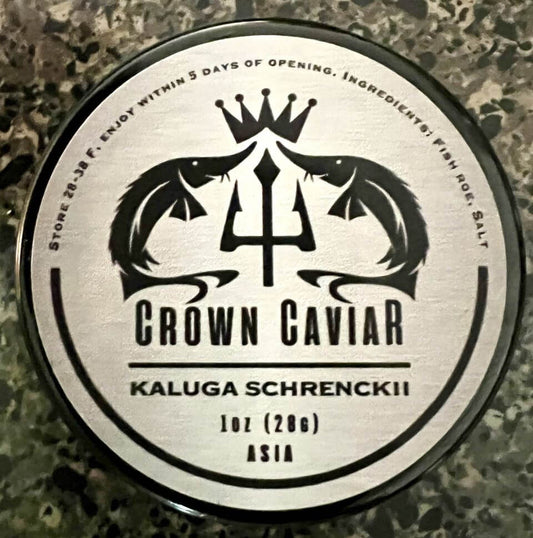 Store 28-38 F. enjoy within 5 days of opening. Ingredients: Fish roe, Salt
CROWN CAVIAR
KALUGA SCHRENCKII
1oz (28g)
ASIA